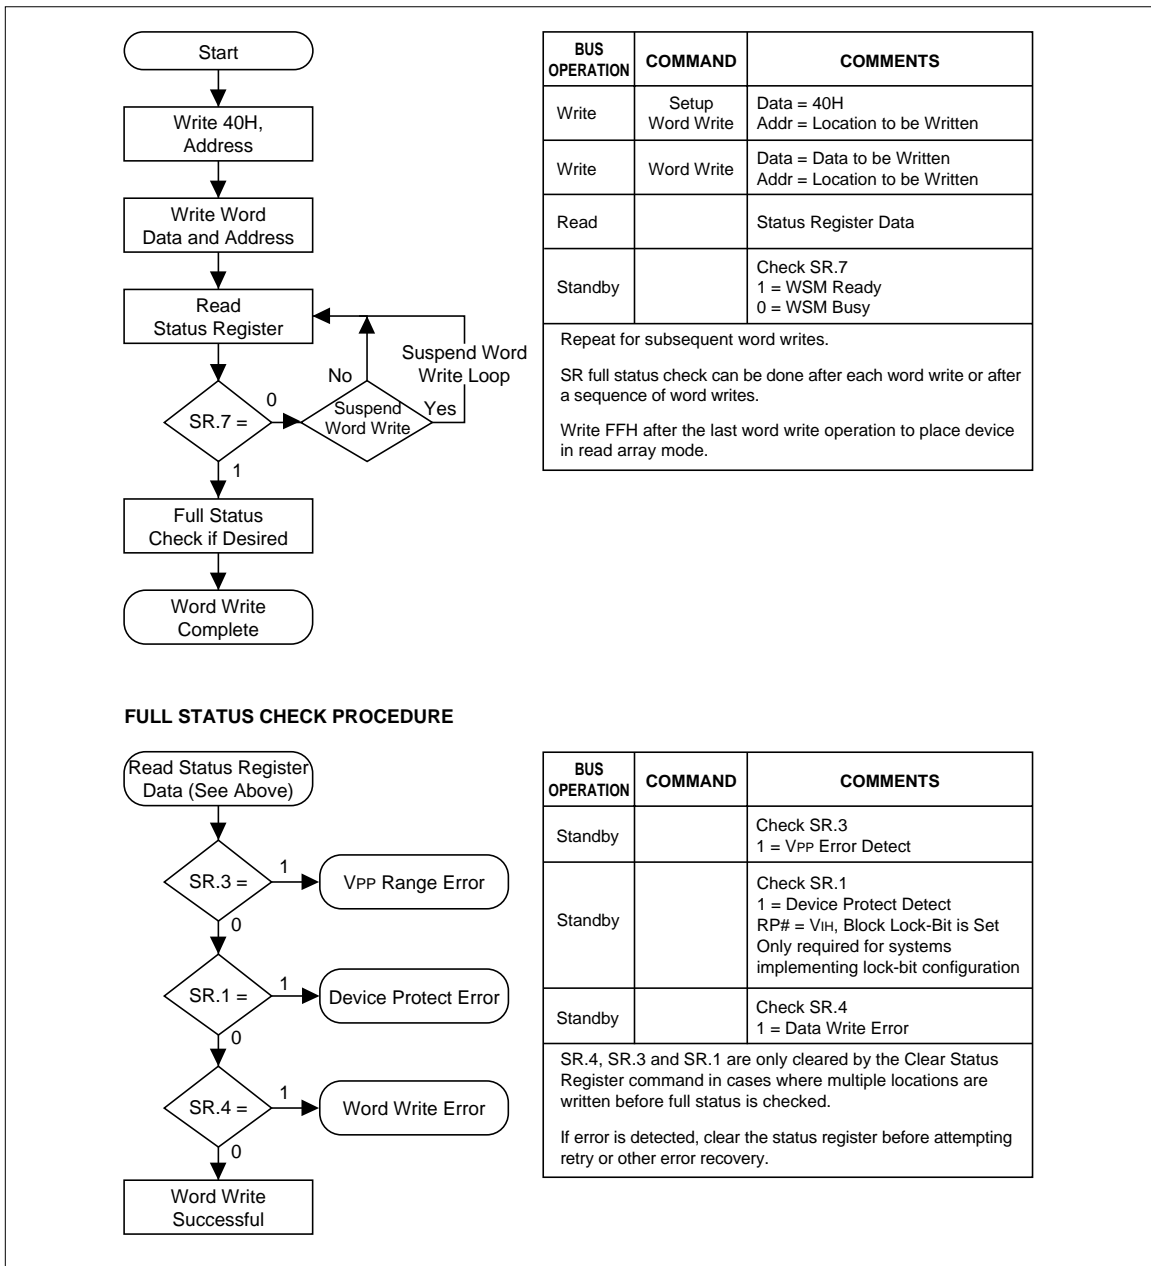 Start
Write 40H,
Address
Write Word
Data and Address
Read
Status Register
Suspend Word
Write Loop
No
SR.7 =
0
Suspend
Word Write
Yes
1
Full Status
Check if Desired
Word Write
Complete
BUS
OPERATION
COMMAND
COMMENTS
Write
Setup
Word Write
Data = 40H
Addr = Location to be Written
Write
Word Write
Data = Data to be Written
Addr = Location to be Written
Read
Status Register Data
Standby
Check SR.7
1 = WSM Ready
0 = WSM Busy
Repeat for subsequent word writes.
SR full status check can be done after each word write or after
a sequence of word writes.
Write FFH after the last word write operation to place device
in read array mode.
FULL STATUS CHECK PROCEDURE
Read Status Register
Data (See Above)
SR.3 =
1
VPP Range Error
0
SR.1 =
1
Device Protect Error
0
SR.4 =
1
Word Write Error
0
Word Write
Successful
BUS
OPERATION
COMMAND
COMMENTS
Standby
Check SR.3
1 = VPP Error Detect
Standby
Check SR.1
1 = Device Protect Detect
RP# = VIH, Block Lock-Bit is Set
Only required for systems
implementing lock-bit configuration
Standby
Check SR.4
1 = Data Write Error
SR.4, SR.3 and SR.1 are only cleared by the Clear Status
Register command in cases where multiple locations are
written before full status is checked.
If error is detected, clear the status register before attempting
retry or other error recovery.